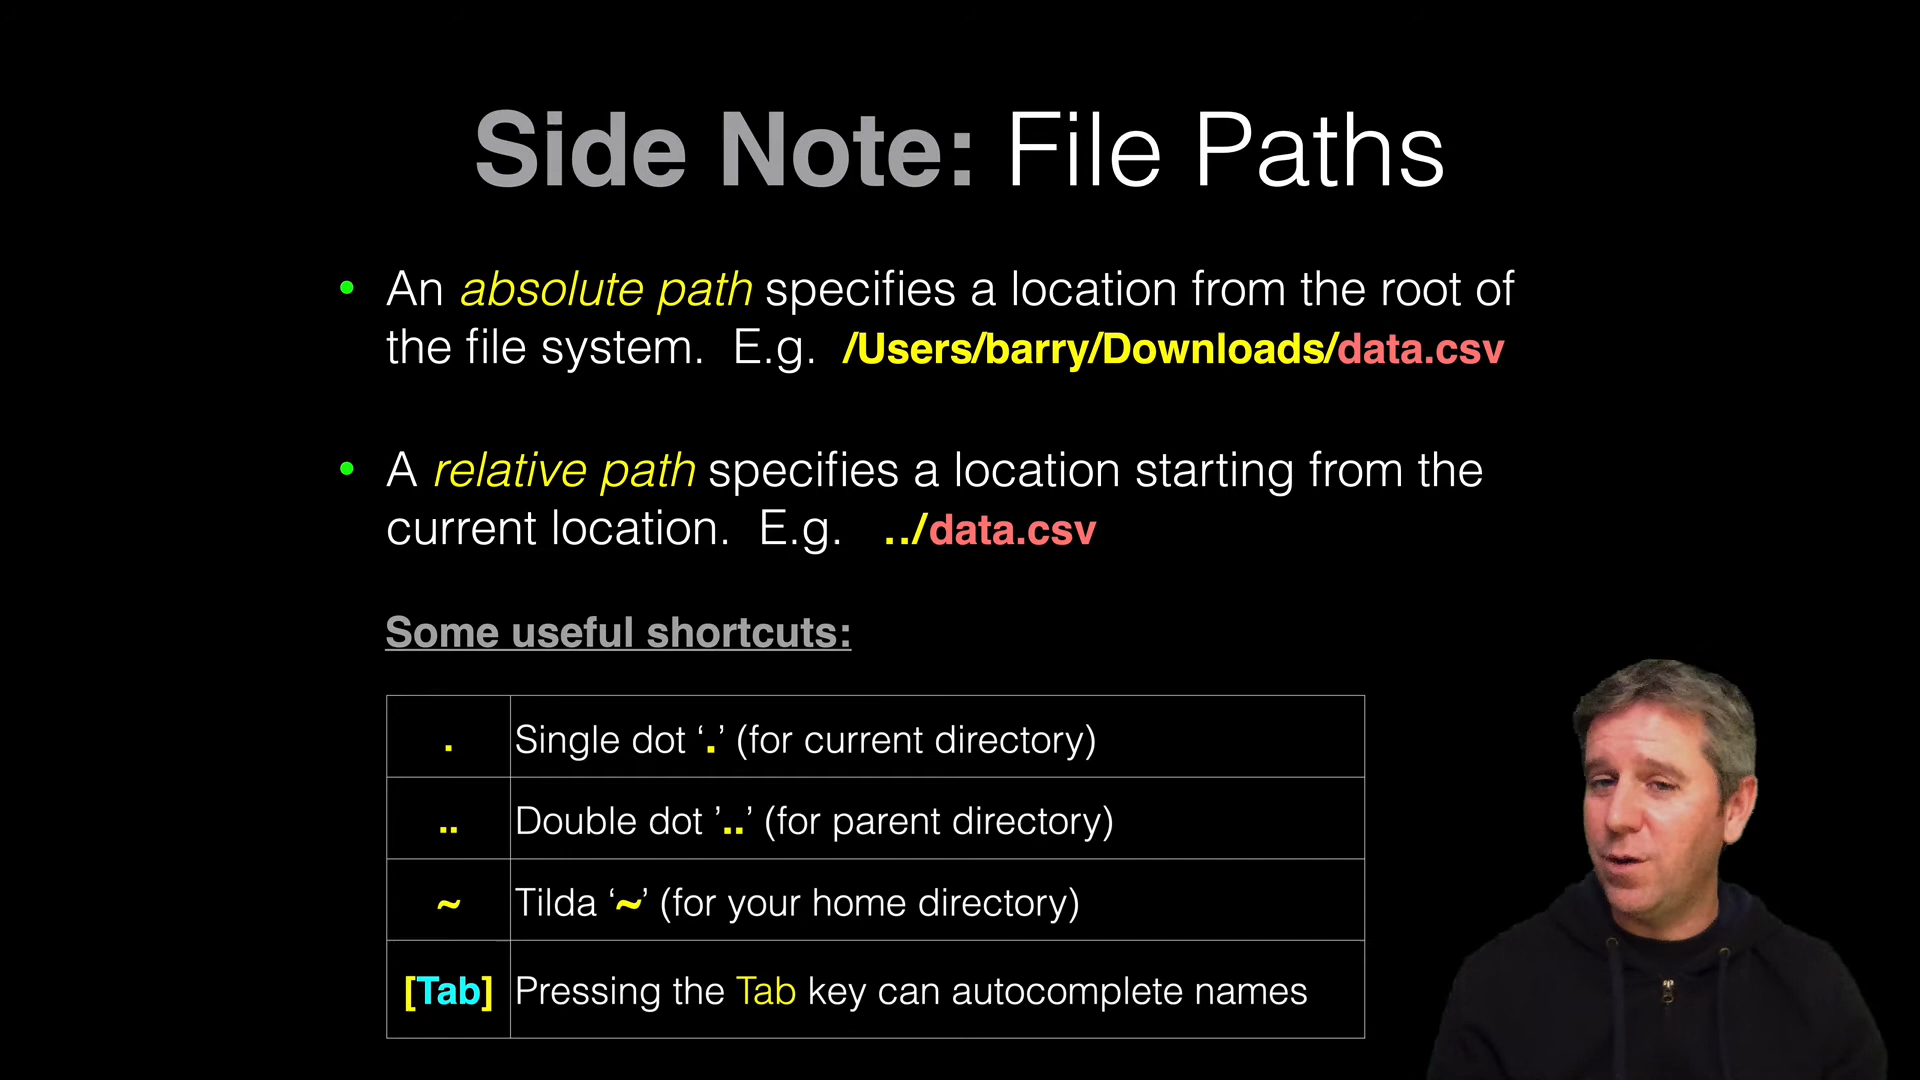 Side Note: File Paths
• An absolute path specifies a location from the root of
the file system. E.g. /Users/barry/Downloads/data.csv
• A relative path specifies a location starting from the
current location. E.g. ../data.csv
Some useful shortcuts:
. Single dot ‘.’ (for current directory)
.. Double dot ’..’ (for parent directory)
~ Tilda ‘~’ (for your home directory)
[Tab] Pressing the Tab key can autocomplete names